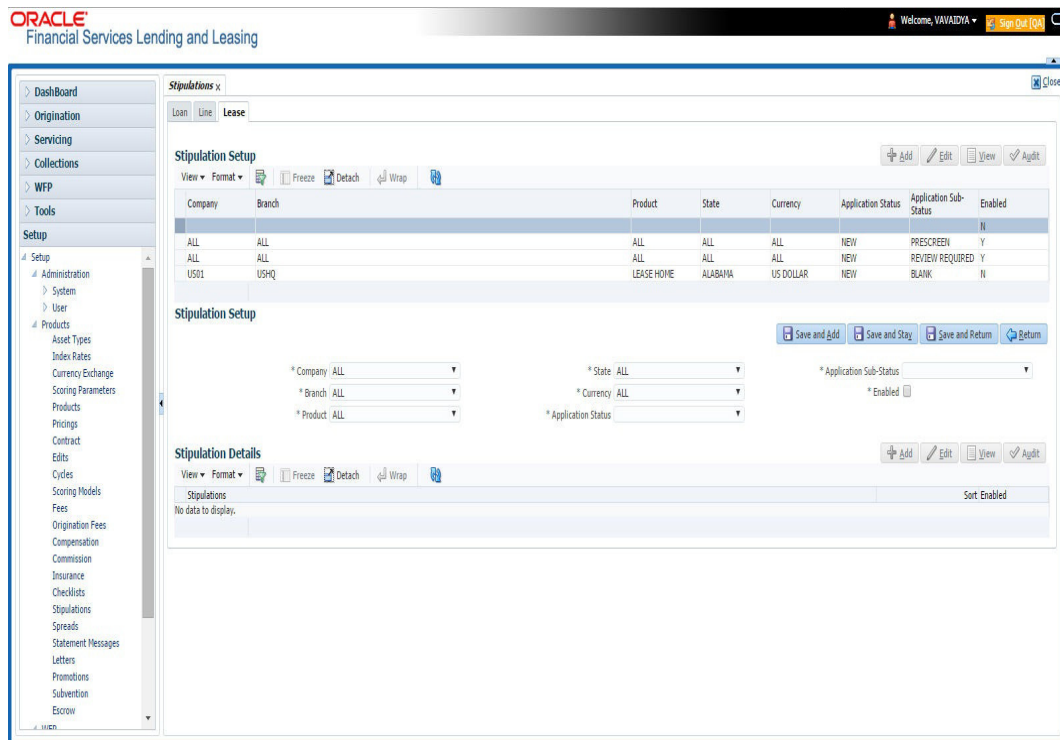 ORACLE
Financial Services Lending and Leasing
Welcome, VAVAIDYA
Sign Out [QA]
DashBoard
Origination
Servicing
Collections
WFP
Tools
Setup
Setup
Administration
System
User
Products
Asset Types
Index Rates
Currency Exchange
Scoring Parameters
Products
Pricings
Contract
Edits
Cycles
Scoring Models
Fees
Origination Fees
Compensation
Commission
Insurance
Checklists
Stipulations
Spreads
Statement Messages
Letters
Promotions
Subvention
Escrow
WFP
Stipulations x
Close
Loan Line Lease
Stipulation Setup
Add Edit View Audit
View Format Freeze Detach Wrap
Company Branch Product State Currency Application Status Application Sub-Status Enabled
N
ALL ALL ALL ALL ALL NEW PRESCREEN Y
ALL ALL ALL ALL ALL NEW REVIEW REQUIRED Y
US01 USHQ LEASE HOME ALABAMA US DOLLAR NEW BLANK N
Stipulation Setup
Save and Add Save and Stay Save and Return Return
* Company ALL * State ALL * Application Sub-Status
* Branch ALL * Currency ALL * Enabled
* Product ALL * Application Status
Stipulation Details
Add Edit View Audit
View Format Freeze Detach Wrap
Stipulations Sort Enabled
No data to display.